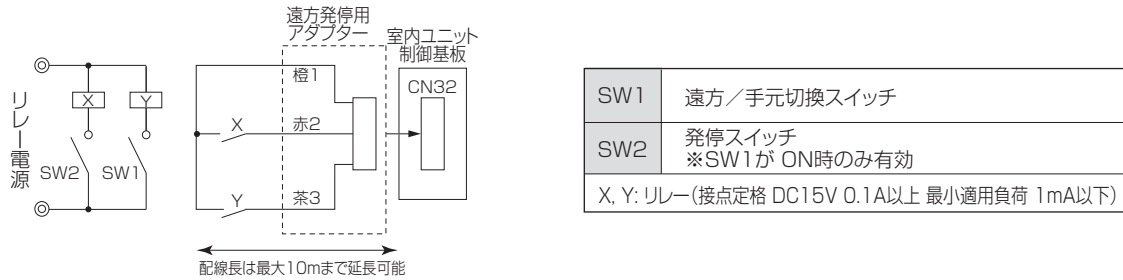 遠方発停用
アダプター
室内ユニット
制御基板
橙1
CN32
X
Y
X
赤2
リレー電源
SW2
SW1
Y
茶3
配線長は最大10mまで延長可能
SW1
遠方／手元切換スイッチ
SW2
発停スイッチ
※SW1が ON時のみ有効
X, Y: リレー(接点定格 DC15V 0.1A以上 最小適用負荷 1mA以下)